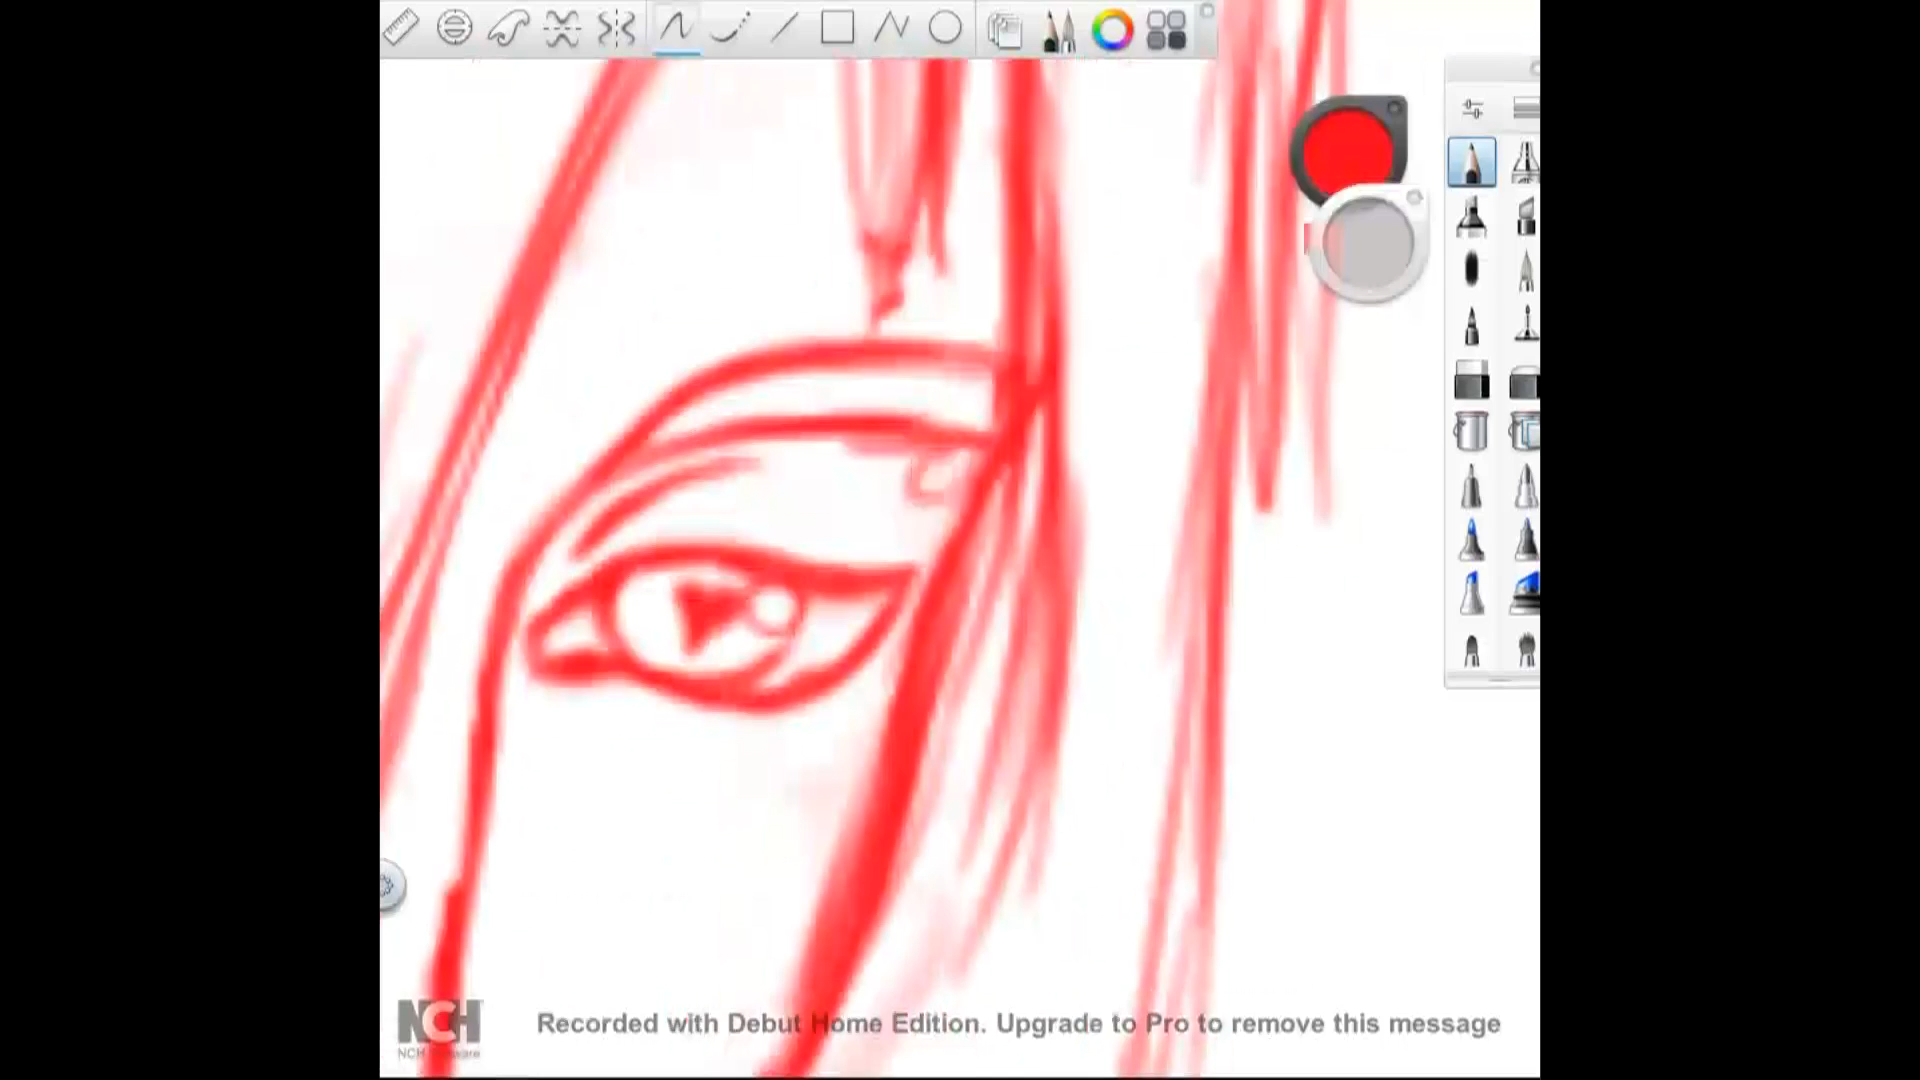 NCH
NCH Software
Recorded with Debut Home Edition. Upgrade to Pro to remove this message